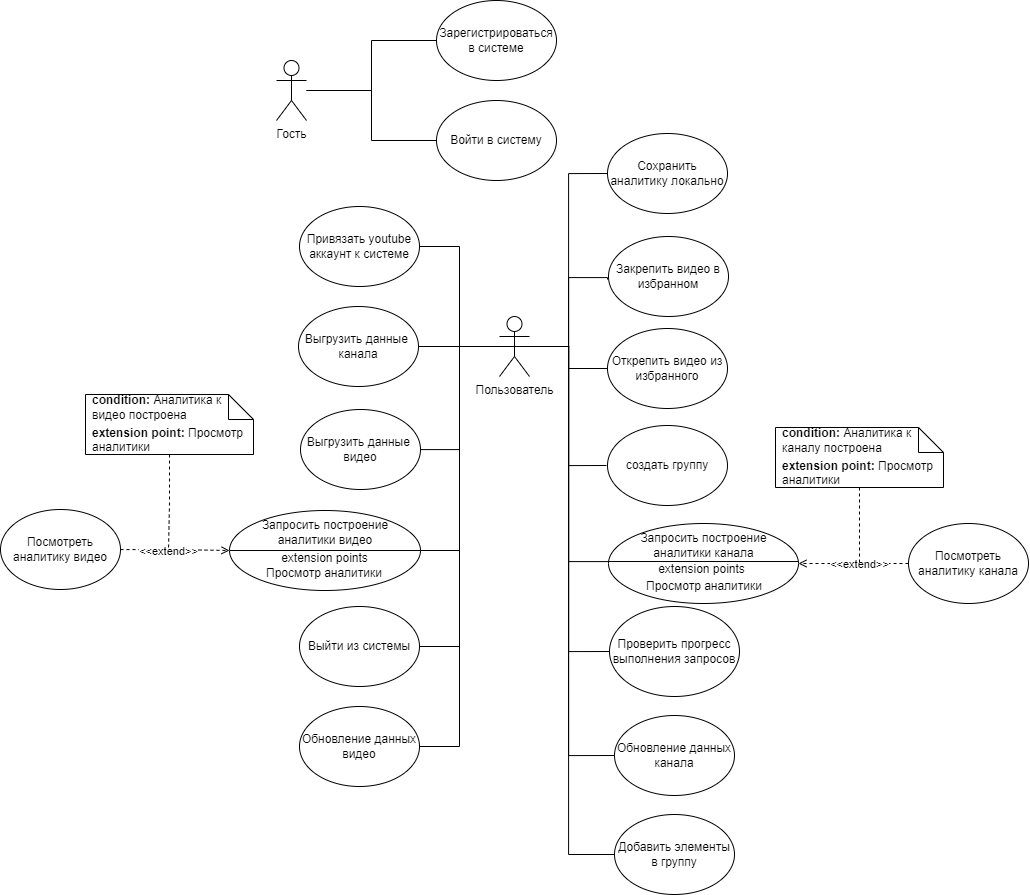 Зарегистрироваться
в системе
Гость
Войти в систему
Сохранить
аналитику локально
Привязать youtube
аккаунт к системе
Закрепить видео в
избранном
Выгрузить данные
канала
Пользователь
Открепить видео из
избранного
condition: Аналитика к
видео построена
extension point: Просмотр
аналитики
Выгрузить данные
видео
создать группу
condition: Аналитика к
каналу построена
extension point: Просмотр
аналитики
Посмотреть
аналитику видео
<<extend>>
Запросить построение
аналитики видео
extension points
Просмотр аналитики
Запросить построение
аналитики канала
extension points
Просмотр аналитики
<<extend>>
Посмотреть
аналитику канала
Выйти из системы
Проверить прогресс
выполнения запросов
Обновление данных
видео
Обновление данных
канала
Добавить элементы
в группу